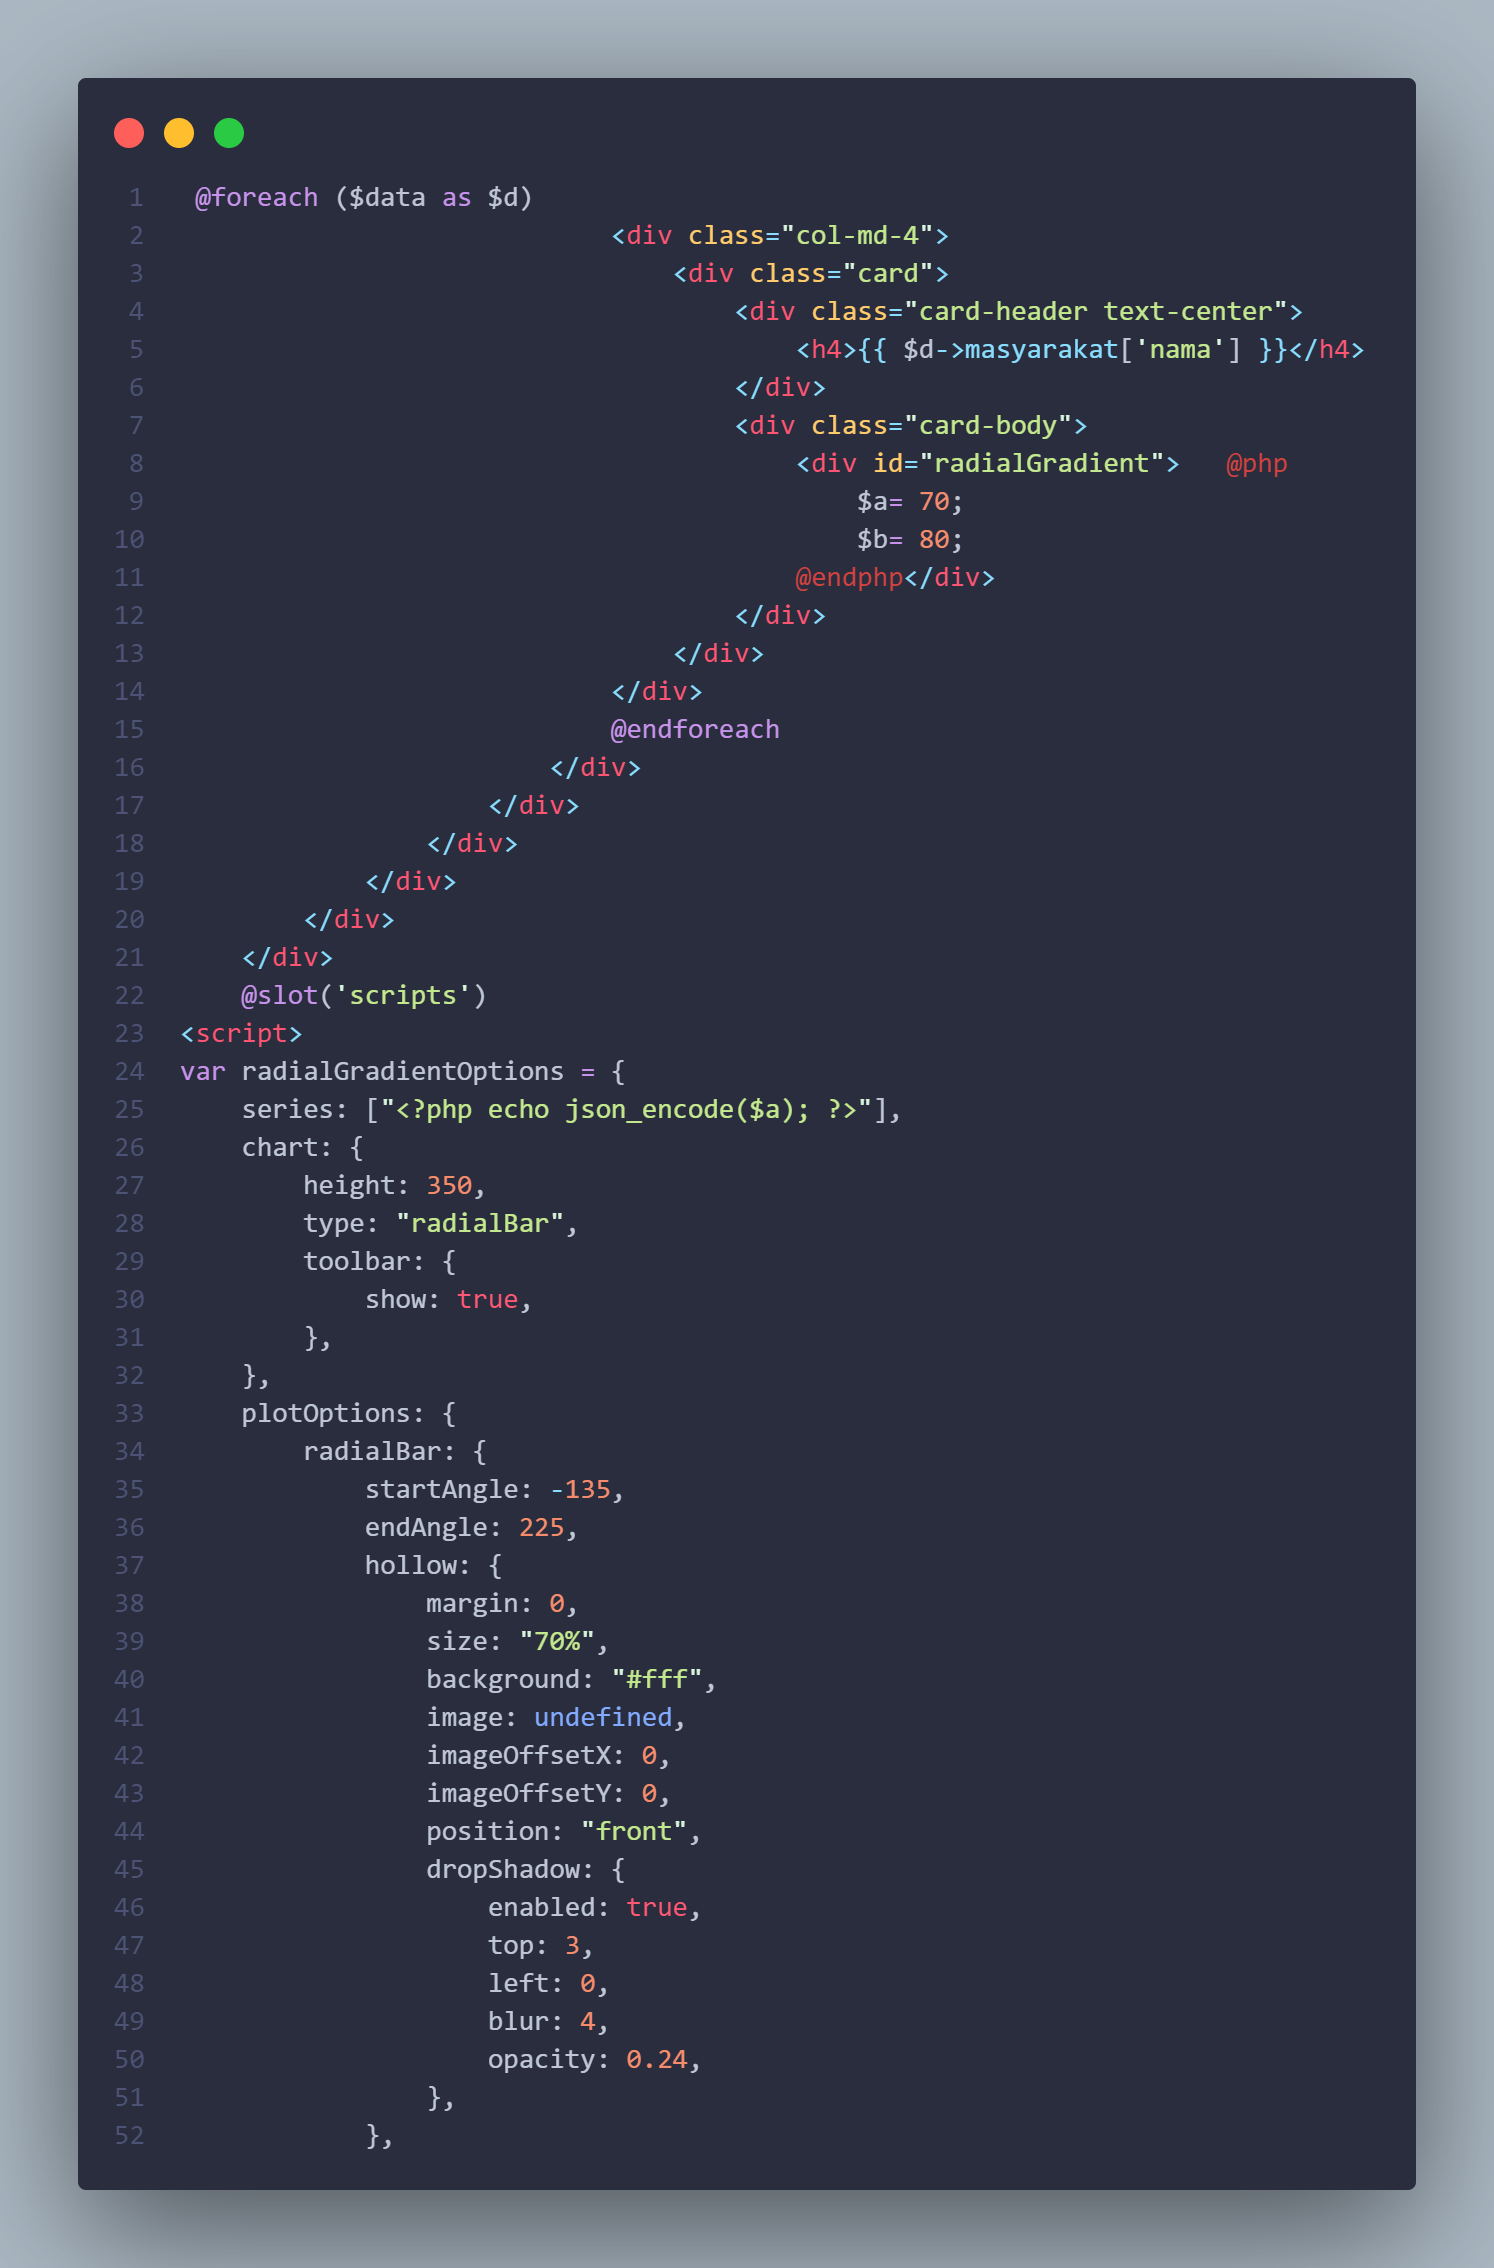 1 @foreach ($data as $d)
2 <div class="col-md-4">
3 <div class="card">
4 <div class="card-header text-center">
5 <h4>{{ $d->masyarakat['nama'] }}</h4>
6 </div>
7 <div class="card-body">
8 <div id="radialGradient"> @php
9 $a= 70;
10 $b= 80;
11 @endphp</div>
12 </div>
13 </div>
14 </div>
15 @endforeach
16 </div>
17 </div>
18 </div>
19 </div>
20 </div>
21 </div>
22 @slot('scripts')
23 <script>
24 var radialGradientOptions = {
25 series: ["<?php echo json_encode($a); ?>"],
26 chart: {
27 height: 350,
28 type: "radialBar",
29 toolbar: {
30 show: true,
31 },
32 },
33 plotOptions: {
34 radialBar: {
35 startAngle: -135,
36 endAngle: 225,
37 hollow: {
38 margin: 0,
39 size: "70%",
40 background: "#fff",
41 image: undefined,
42 imageOffsetX: 0,
43 imageOffsetY: 0,
44 position: "front",
45 dropShadow: {
46 enabled: true,
47 top: 3,
48 left: 0,
49 blur: 4,
50 opacity: 0.24,
51 },
52 },